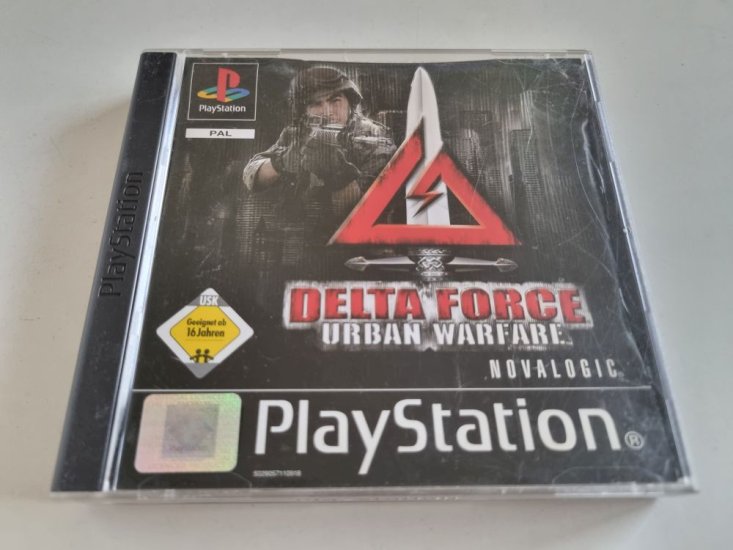 PlayStation
PlayStation
PAL
DELTA FORCE
URBAN WARFARE
USK
Geeignet ab
16 Jahren
NOVALOGIC
PlayStation®